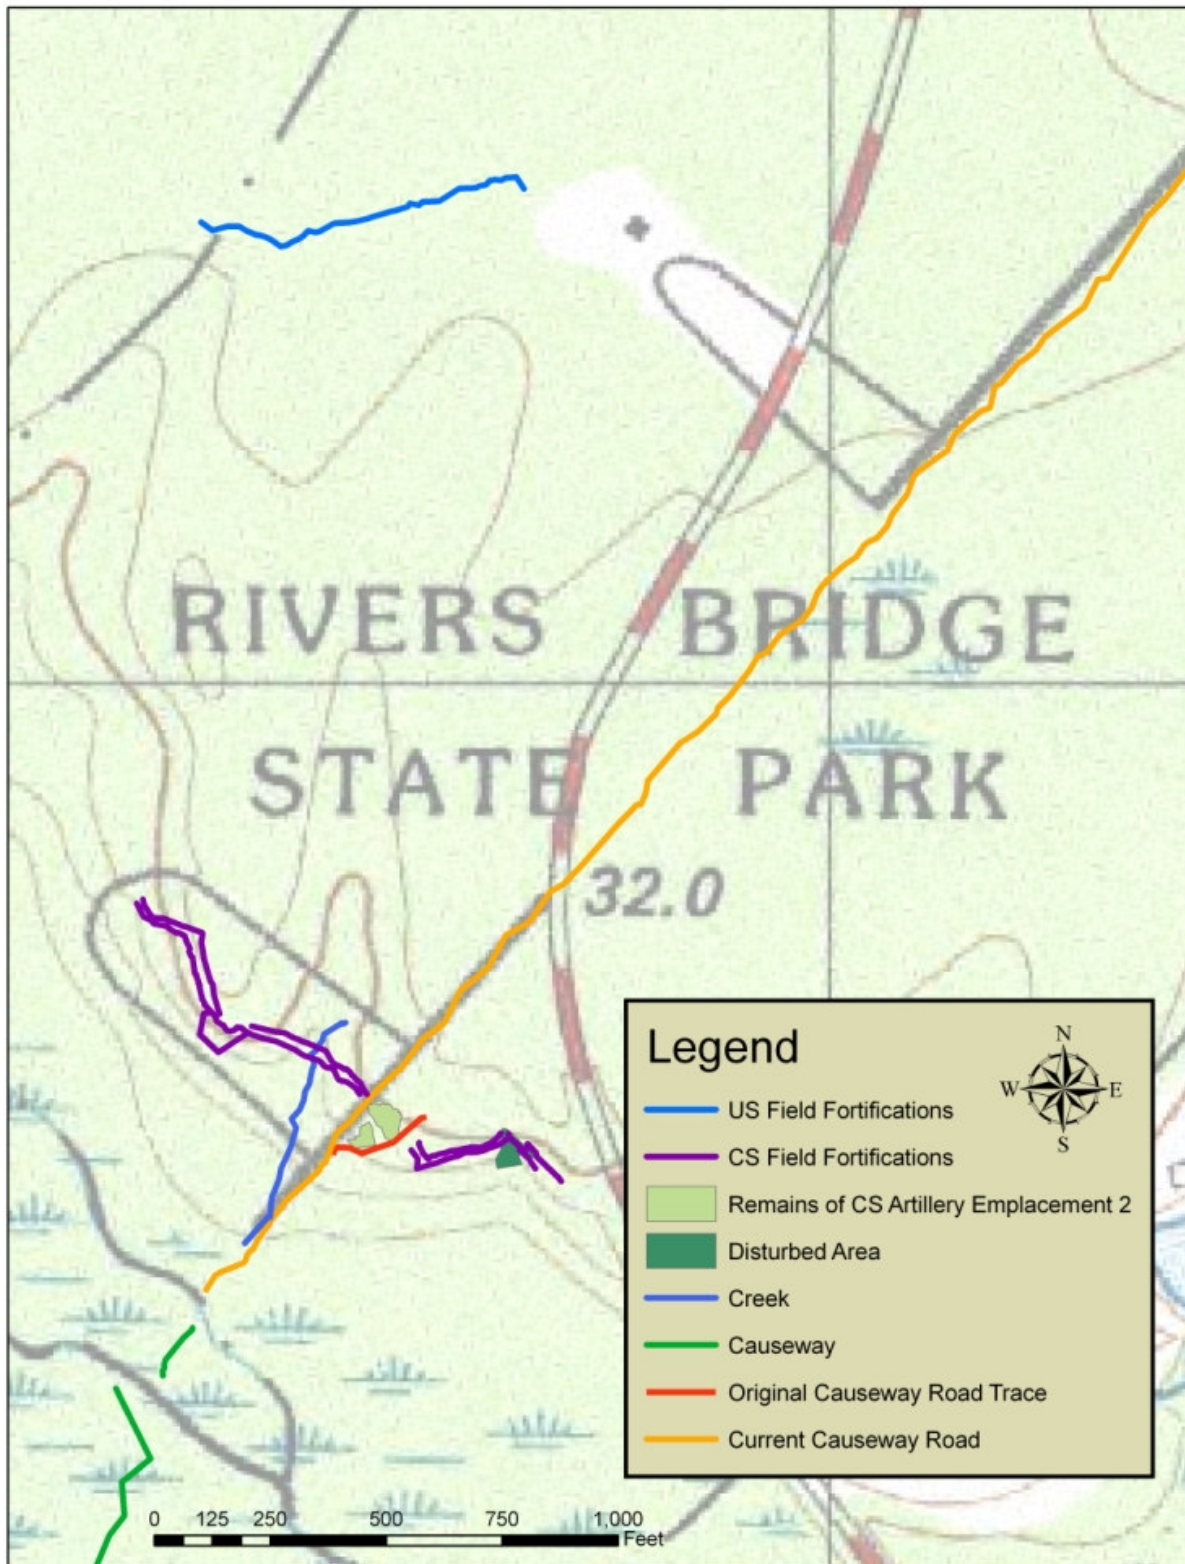 RIVERS BRIDGE
STATE PARK
32.0
Legend
N
W E
S
US Field Fortifications
CS Field Fortifications
Remains of CS Artillery Emplacement 2
Disturbed Area
Creek
Causeway
Original Causeway Road Trace
Current Causeway Road
0 125 250 500 750 1,000
Feet